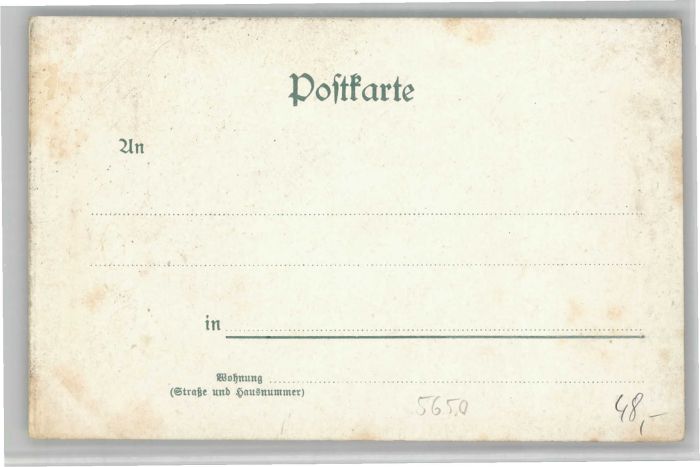 Postkarte
An
in
Wohnung
(Straße und Hausnummer)
5650
48,-